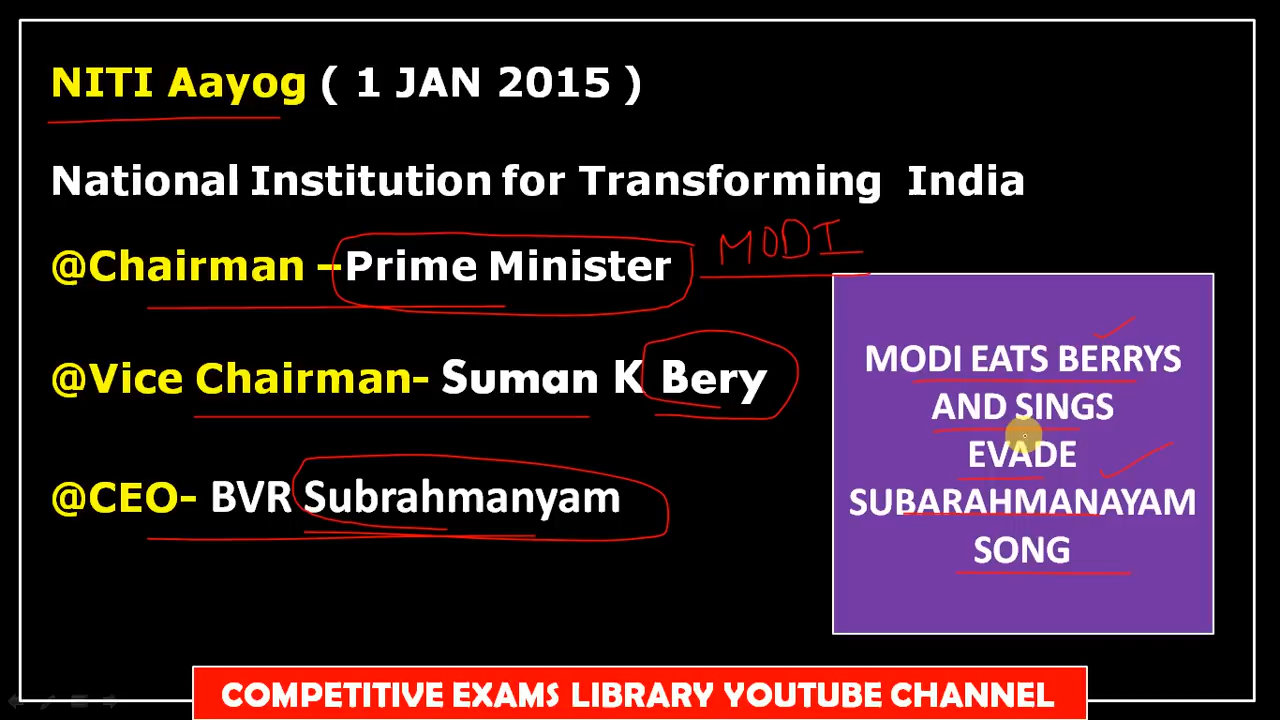 NITI Aayog ( 1 JAN 2015 )
National Institution for Transforming India
@Chairman –Prime Minister MODI
@Vice Chairman- Suman K Bery
@CEO- BVR Subrahmanyam
MODI EATS BERRYS
AND SINGS
EVADE
SUBARAHMANAYAM
SONG
COMPETITIVE EXAMS LIBRARY YOUTUBE CHANNEL